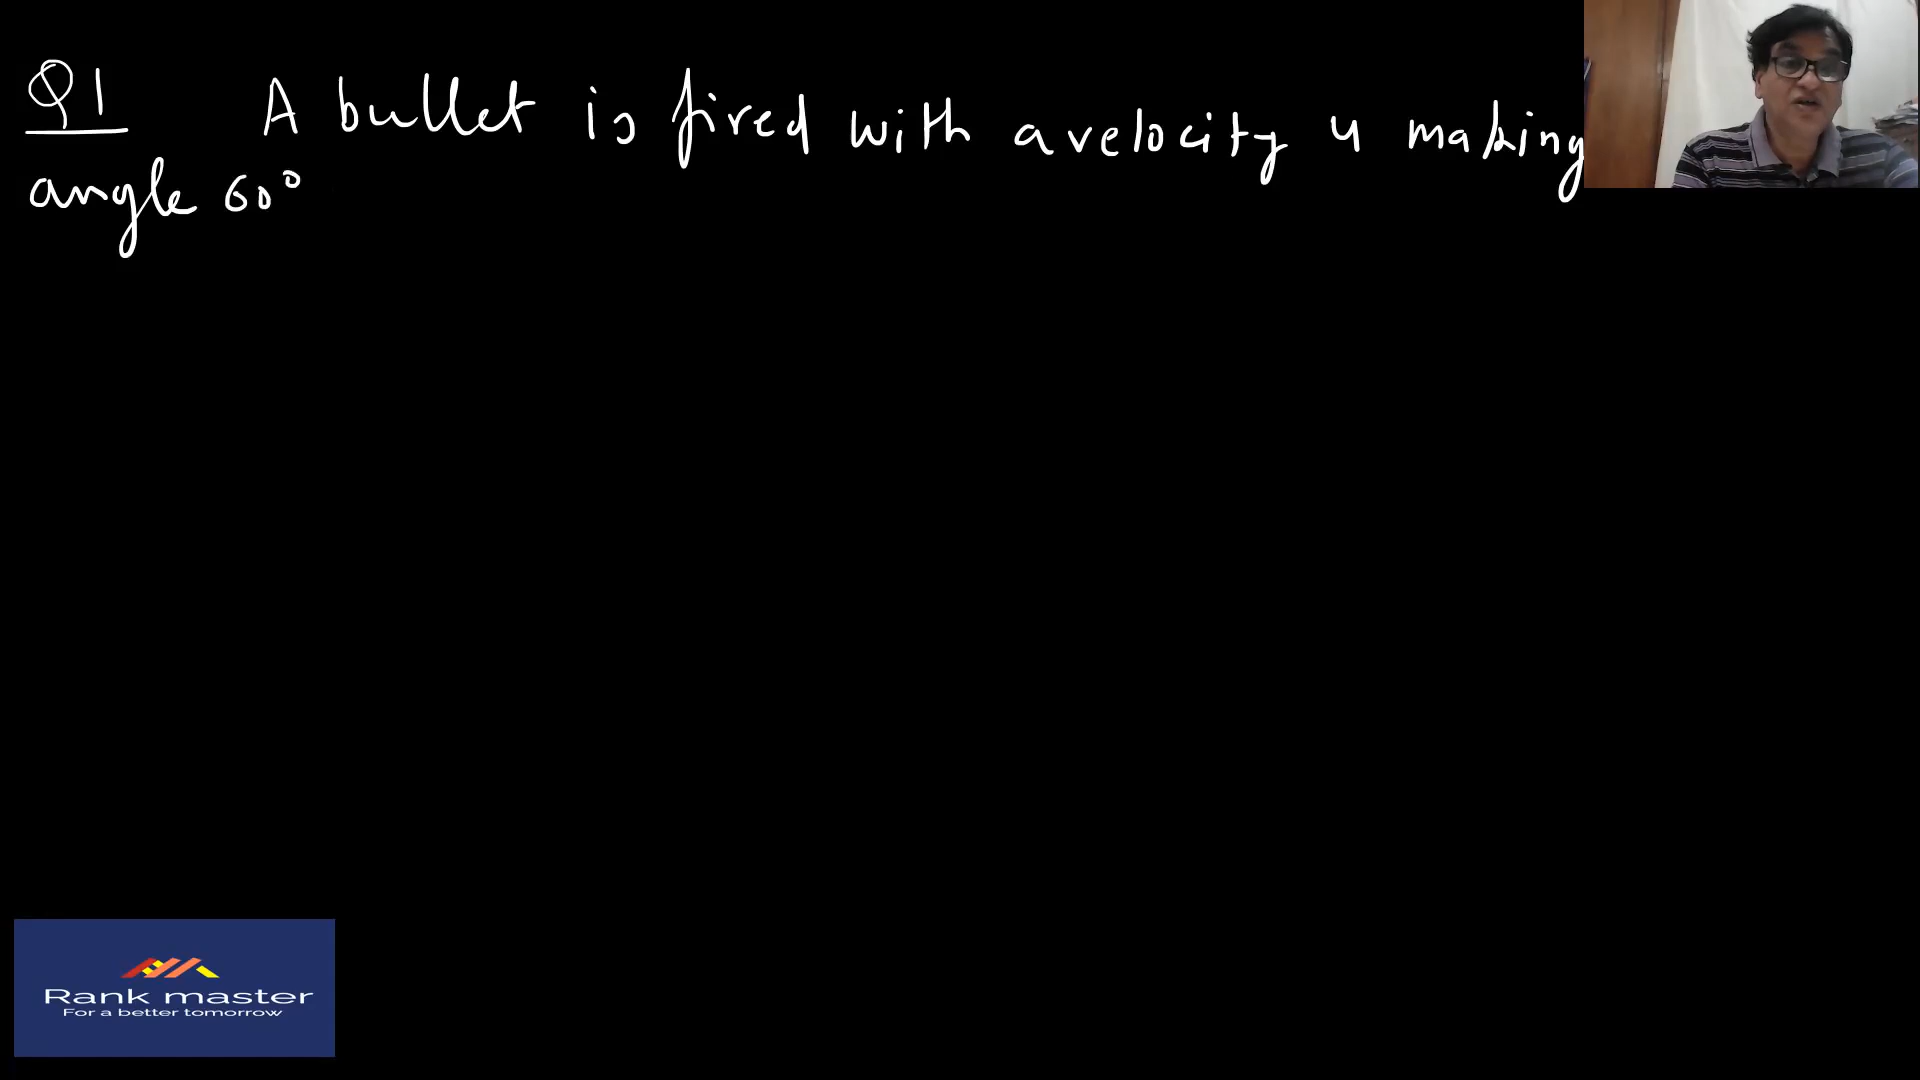 Q1 A bullet is fired with a velocity u making
angle 60°
Rank master
For a better tomorrow